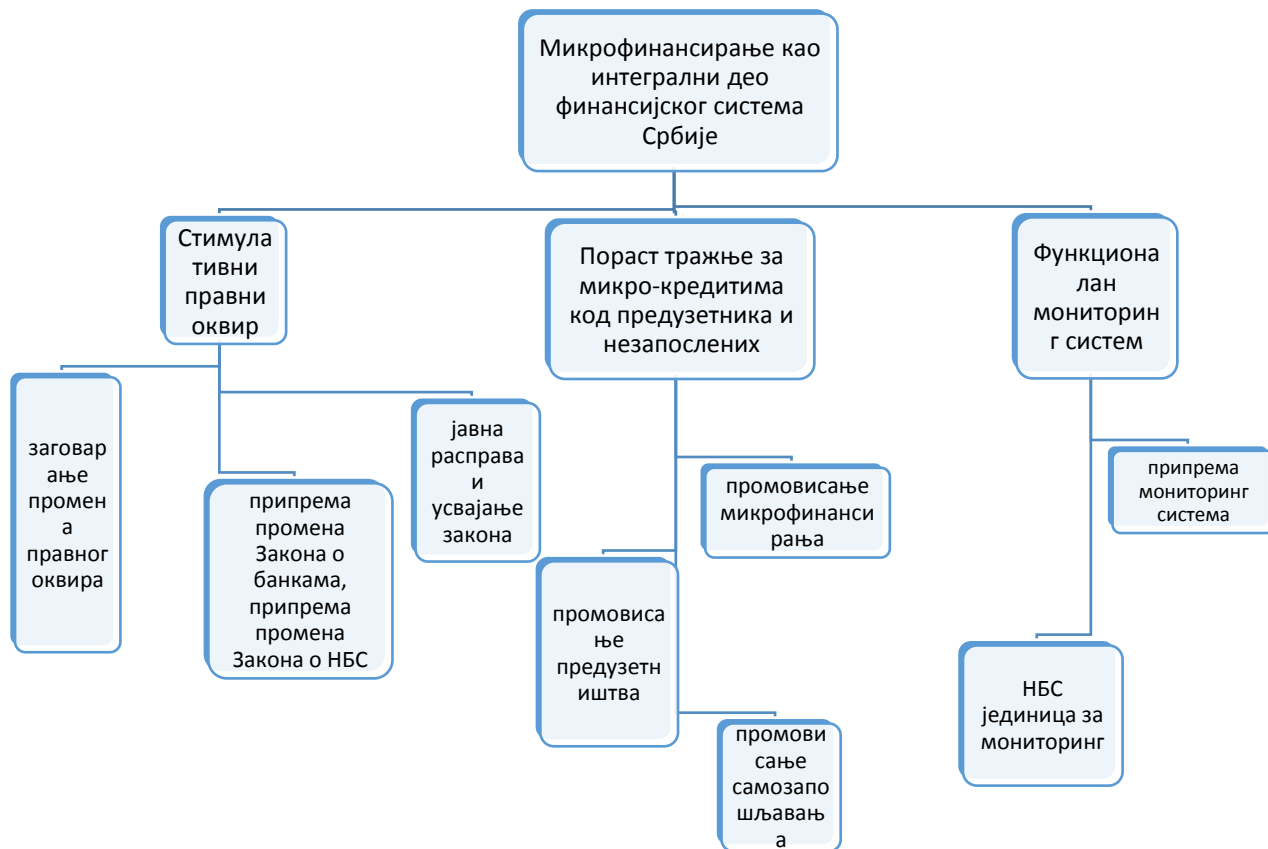 Микрофинансирање као
интегрални део
финансијског система
Србије
Стимула
тивни
правни
оквир
Пораст тражње за
микро-кредитима
код предузетника и
незапослених
Функциона
лан
мониторин
г систем
заговар
ање
промен
а
правног
оквира
припрема
промена
Закона о
банкама,
припрема
промена
Закона о НБС
јавна
расправа
и
усвајање
закона
промовисање
микрофинанси
рања
промовиса
ње
предузетн
иштва
промови
сање
самозапо
шљавањ
а
припрема
мониторинг
система
НБС
јединица за
мониторинг